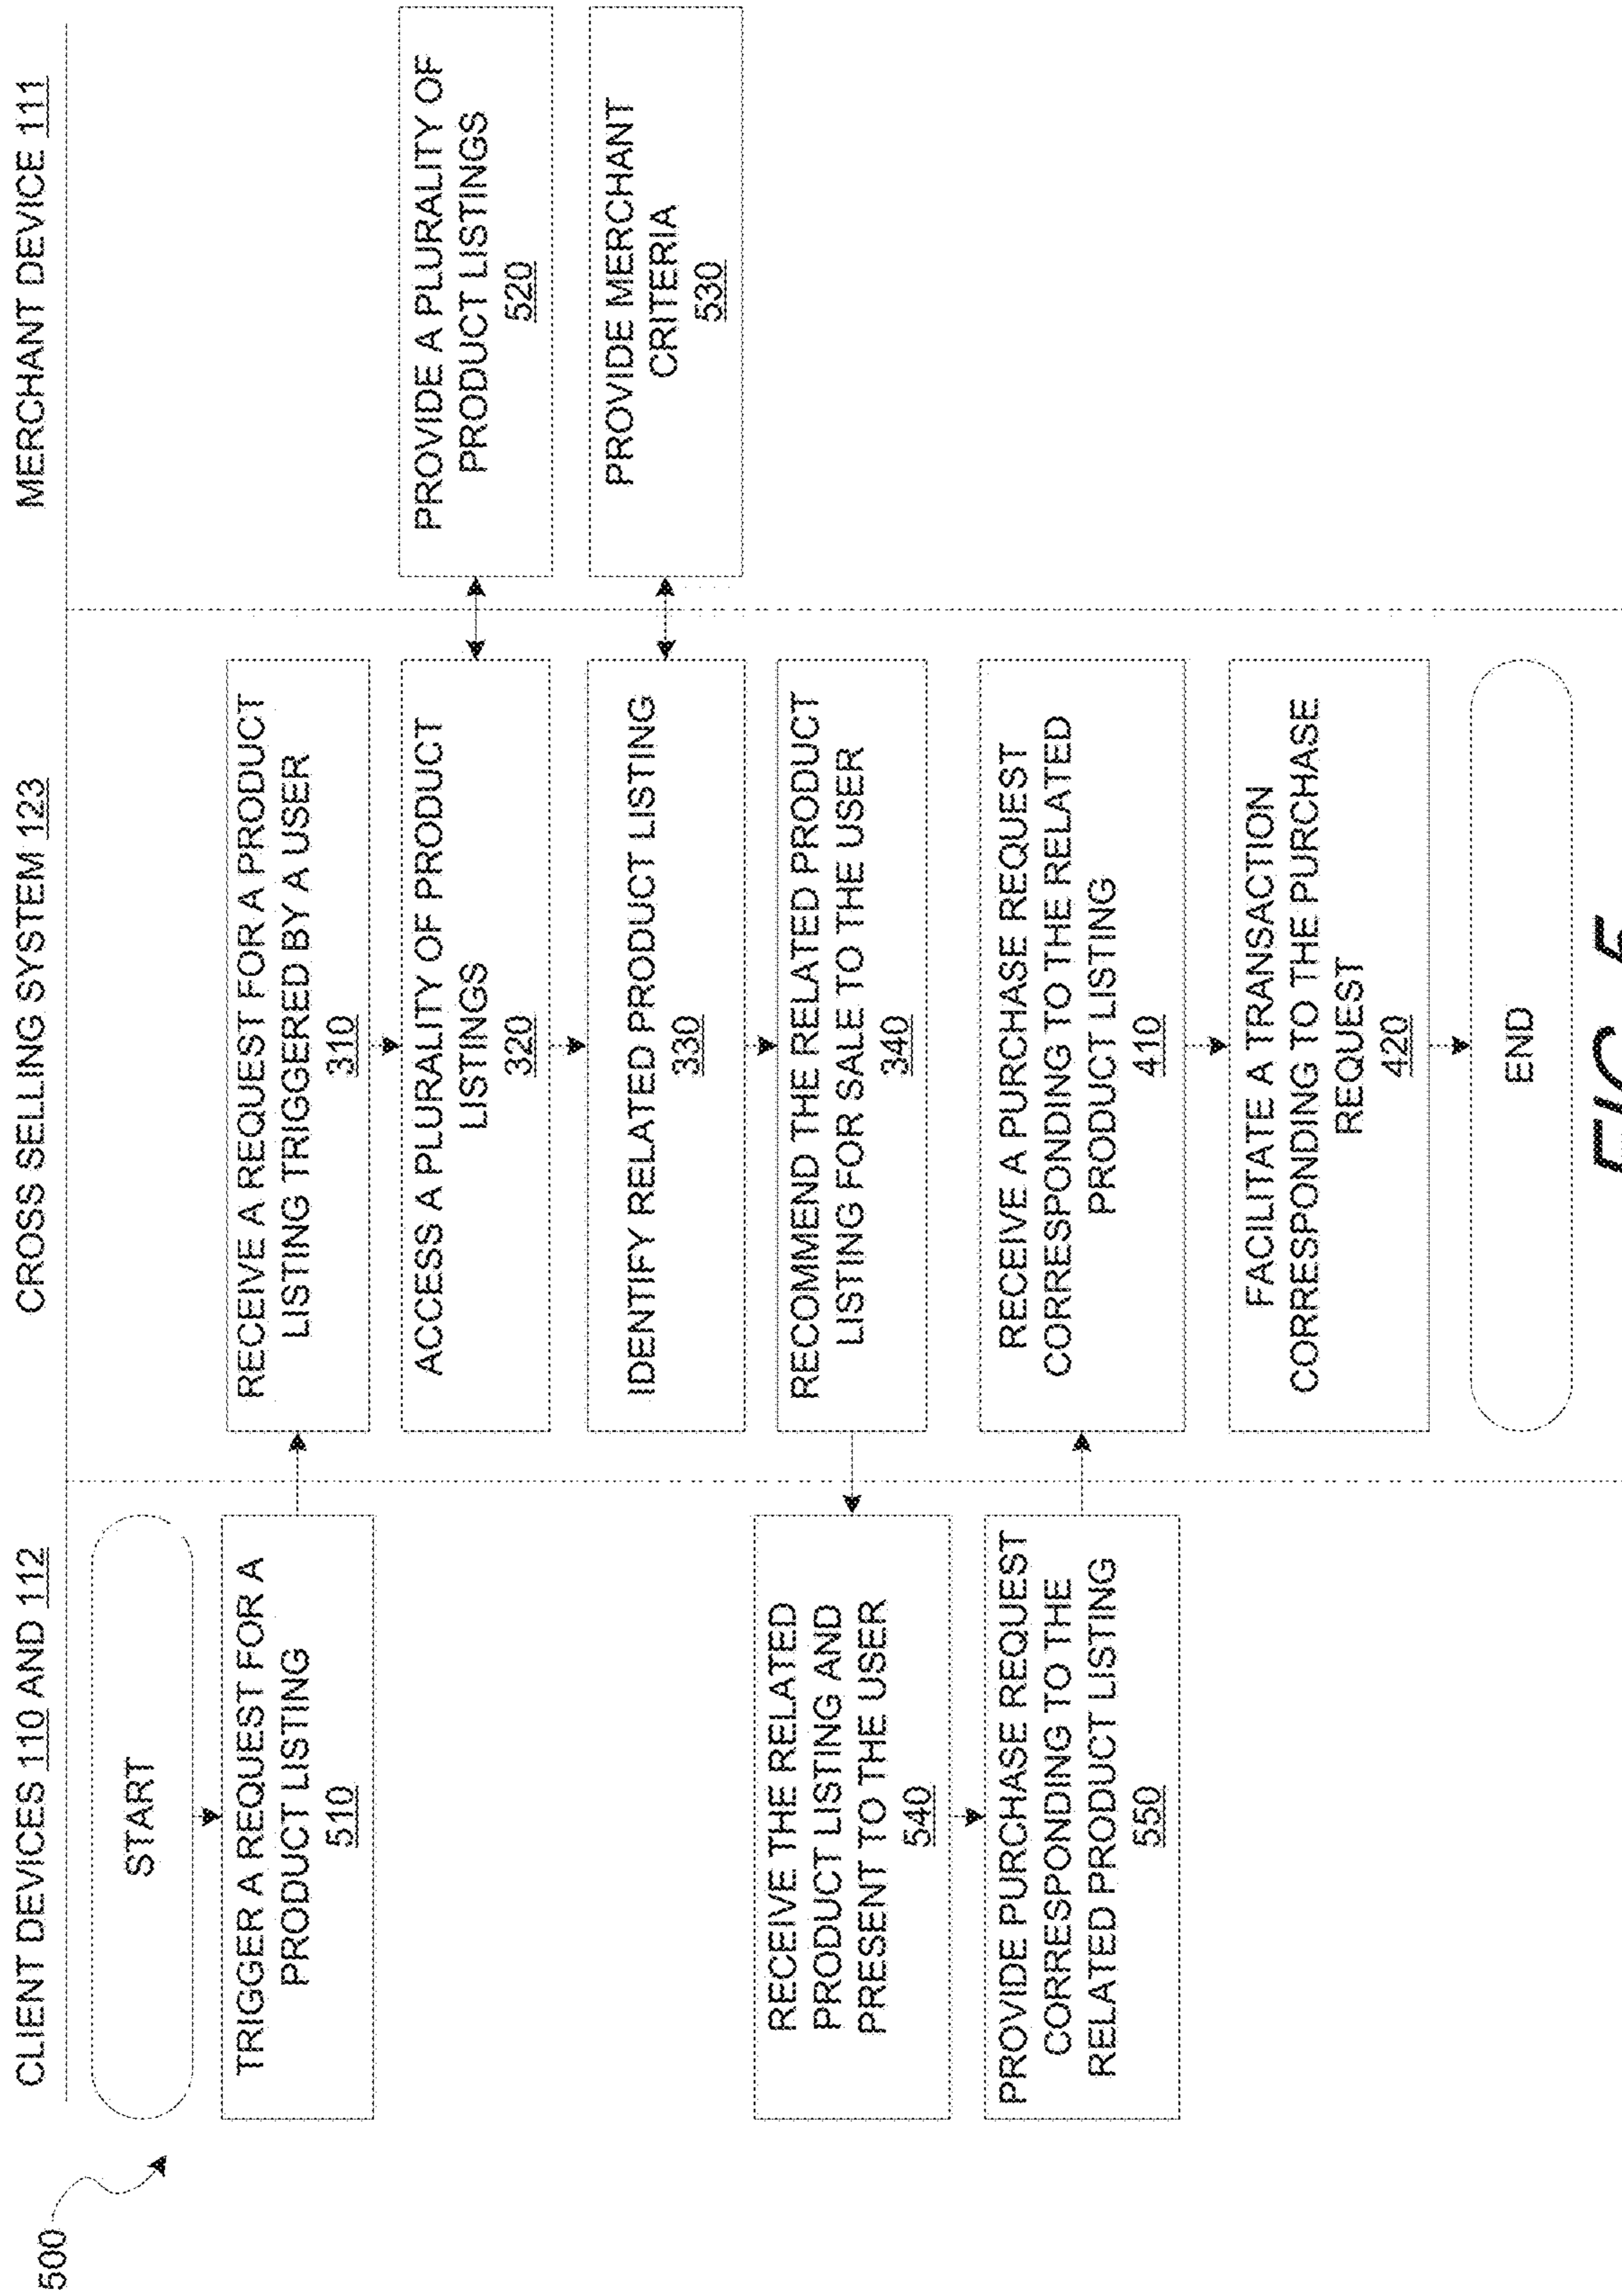 500
CLIENT DEVICES 110 AND 112
CROSS SELLING SYSTEM 123
MERCHANT DEVICE 111
START
TRIGGER A REQUEST FOR A
PRODUCT LISTING
510
RECEIVE A REQUEST FOR A PRODUCT
LISTING TRIGGERED BY A USER
310
ACCESS A PLURALITY OF PRODUCT
LISTINGS
320
PROVIDE A PLURALITY OF
PRODUCT LISTINGS
520
IDENTIFY RELATED PRODUCT LISTING
330
PROVIDE MERCHANT
CRITERIA
530
RECOMMEND THE RELATED PRODUCT
LISTING FOR SALE TO THE USER
340
RECEIVE THE RELATED
PRODUCT LISTING AND
PRESENT TO THE USER
540
PROVIDE PURCHASE REQUEST
CORRESPONDING TO THE
RELATED PRODUCT LISTING
550
RECEIVE A PURCHASE REQUEST
CORRESPONDING TO THE RELATED
PRODUCT LISTING
410
FACILITATE A TRANSACTION
CORRESPONDING TO THE PURCHASE
REQUEST
420
END
FIG. 5